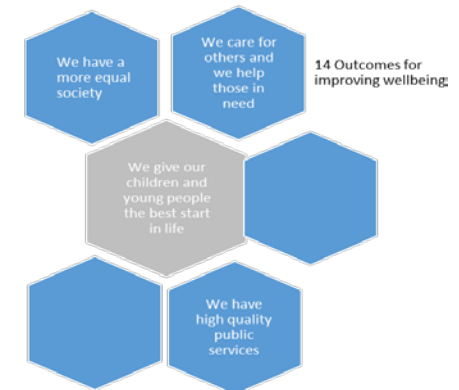 We have a
more equal
society
We care for
others and
we help
those in
need
14 Outcomes for
improving wellbeing;
We give our
children and
young people
the best start
in life
We have
high quality
public
services